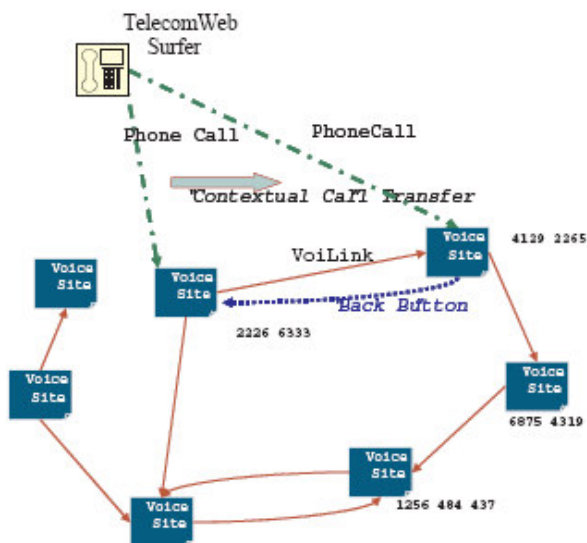 TelecomWeb
Surfer
Phone Call
PhoneCall
"Contextual Call Transfer
Voice
Site
4129 2265
VoiLink
Voice
Site
Voice
Site
Back Button
2226 6333
Voice
Site
Voice
Site
6875 4319
Voice
Site
1256 484 437
Voice
Site